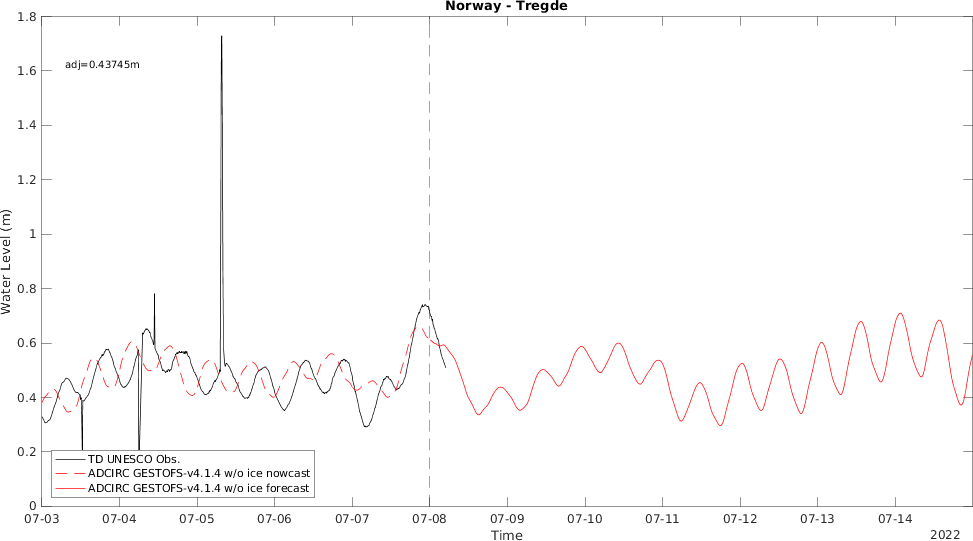 Norway - Tregde
adj=0.43745m
1.8
1.6
1.4
1.2
1
0.8
0.6
0.4
0.2
0
Water Level (m)
TD UNESCO Obs.
ADCIRC GESTOFS-v4.1.4 w/o ice nowcast
ADCIRC GESTOFS-v4.1.4 w/o ice forecast
07-03 07-04 07-05 07-06 07-07 07-08 07-09 07-10 07-11 07-12 07-13 07-14
Time
2022